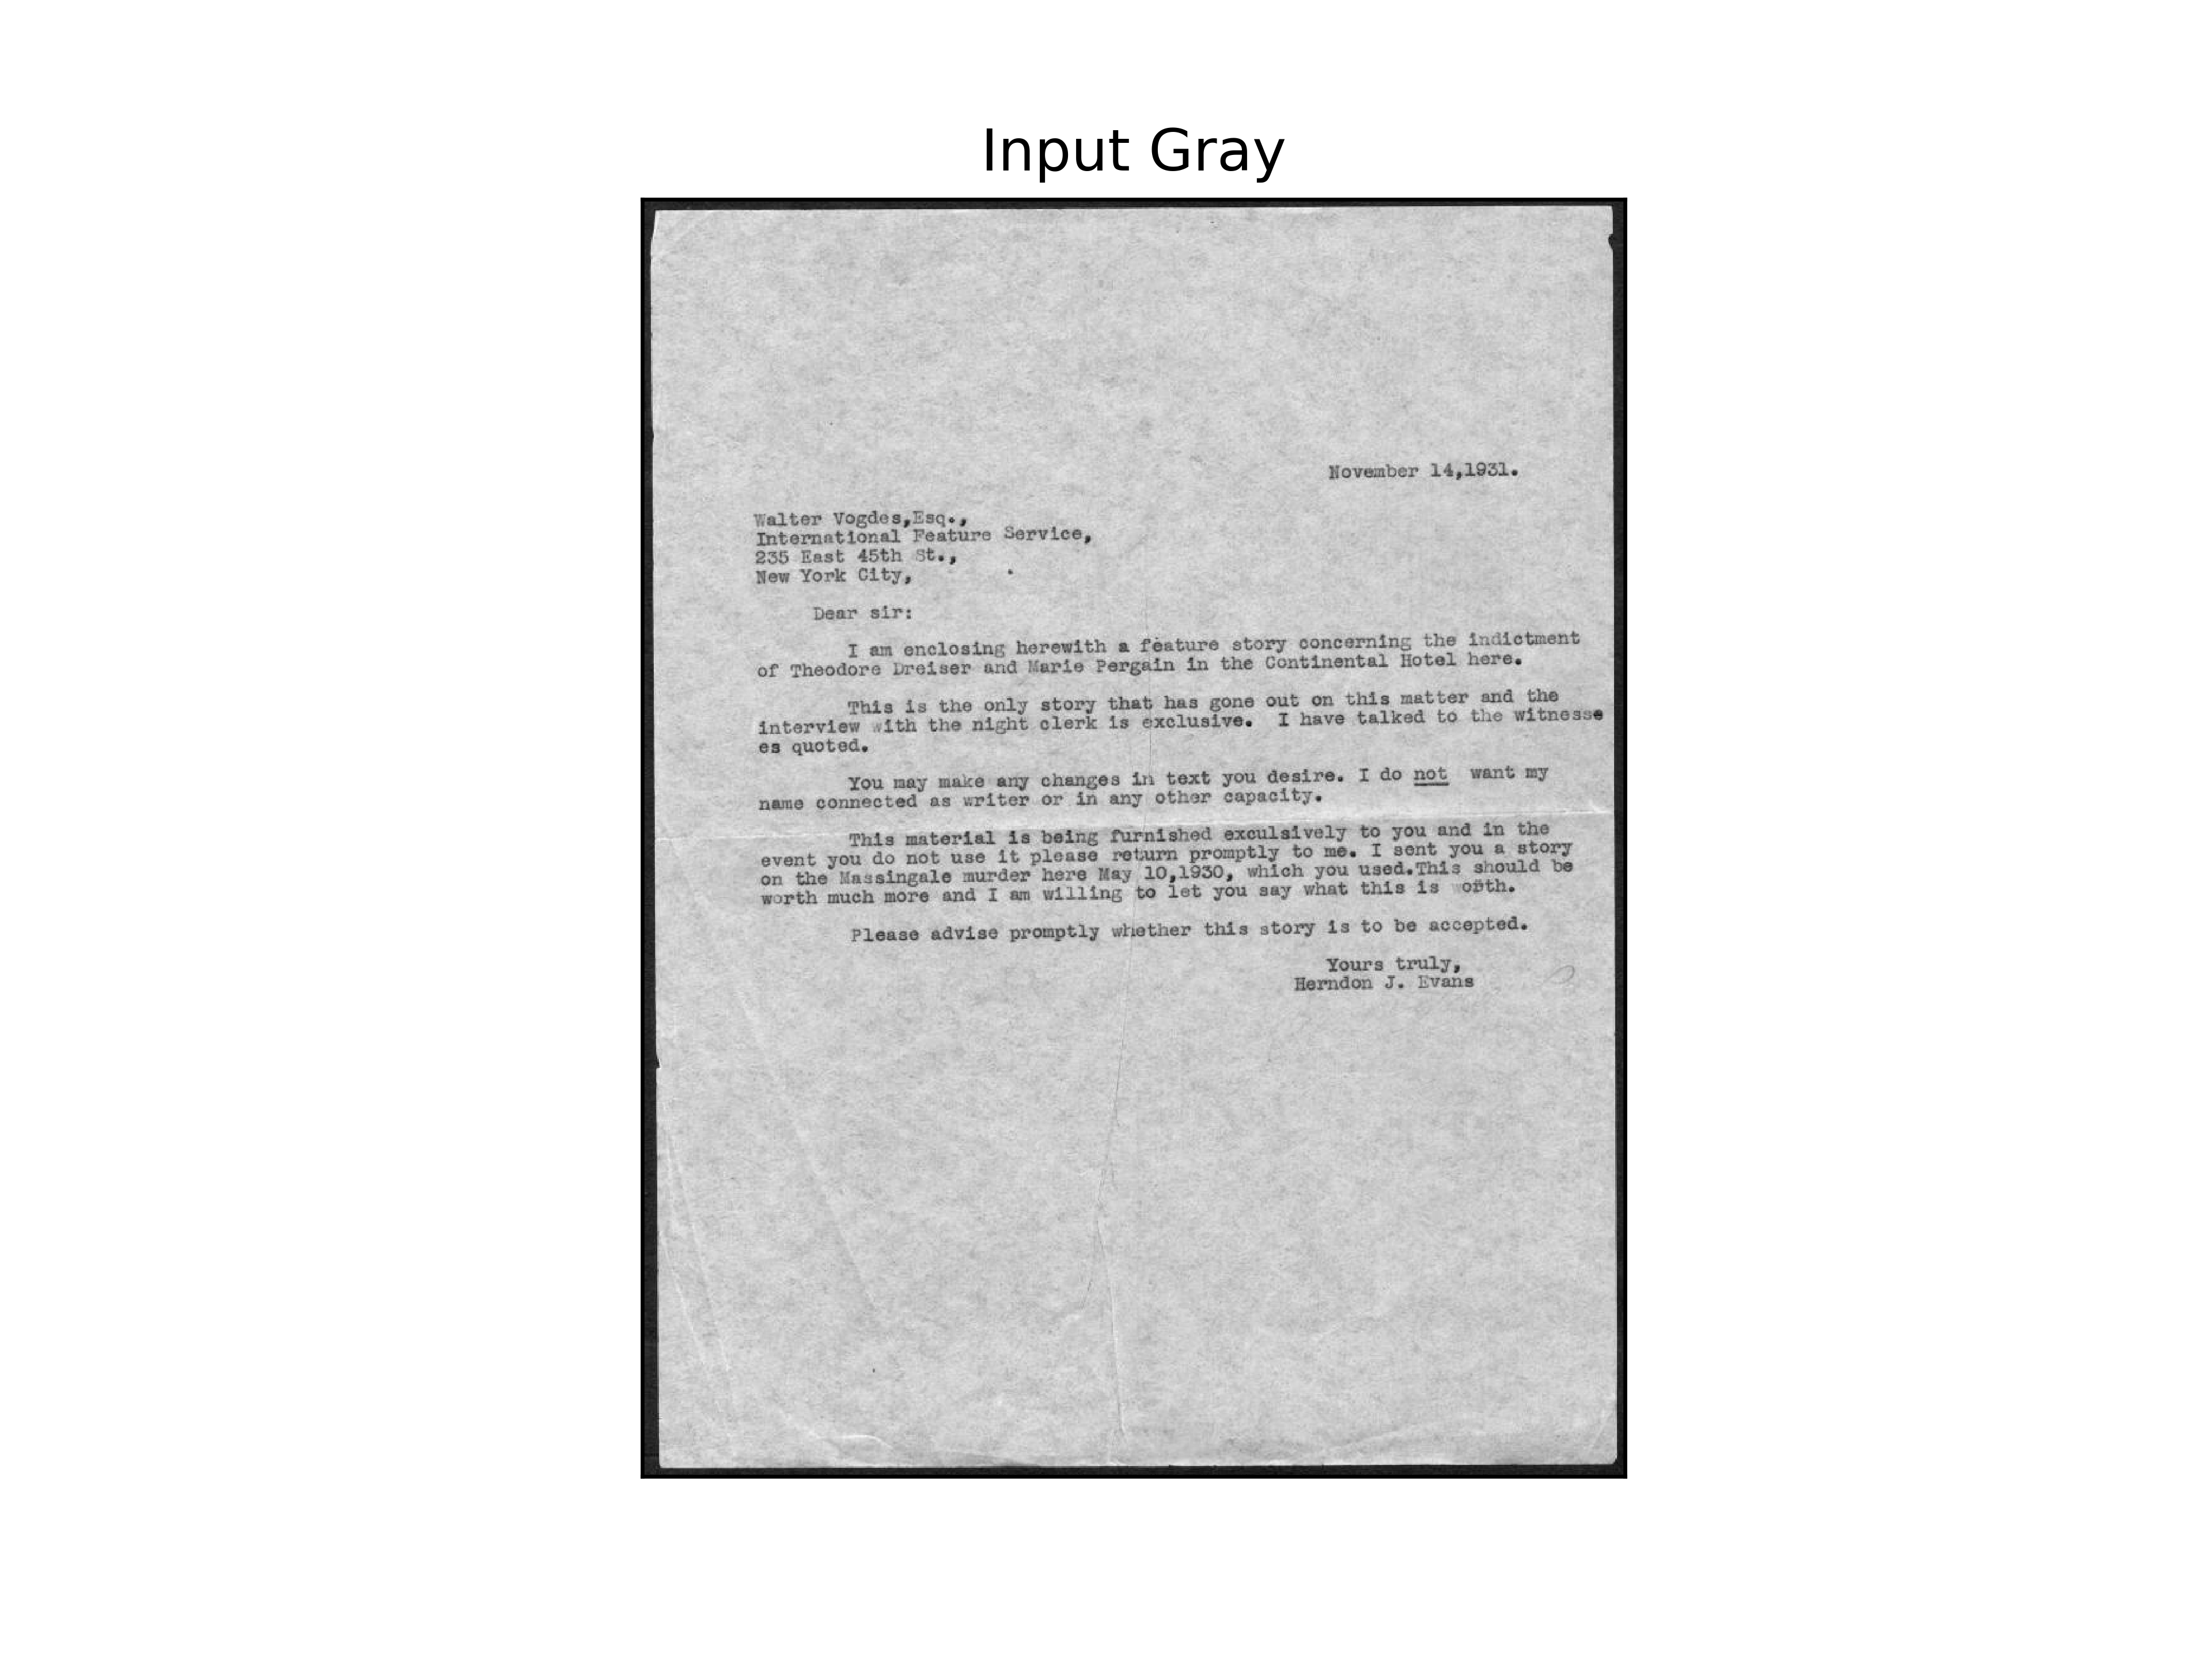 Input Gray
November 14,1931.
Walter Vogdes,Esq.,
International Feature Service,
235 East 45th St.,
New York City,
Dear sir:
I am enclosing herewith a feature story concerning the indictment
of Theodore Dreiser and Marie Pergain in the Continental Hotel here.
This is the only story that has gone out on this matter and the
interview with the night clerk is exclusive.  I have talked to the witnesse
es quoted.
You may make any changes in text you desire. I do not  want my
name connected as writer or in any other capacity.
This material is being furnished exculsively to you and in the
event you do not use it please return promptly to me. I sent you a story
on the Massingale murder here May 10,1930, which you used.This should be
worth much more and I am willing to let you say what this is
Please advise promptly whether this story is to be accepted.
Yours truly,
Herndon J. Evans